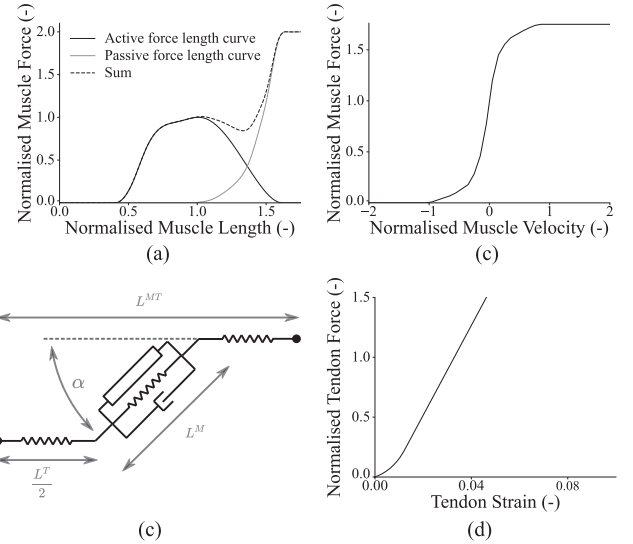 Normalised Muscle Force (-)
2.0
1.5
1.0
0.5
0.0
Active force length curve
Passive force length curve
Sum
0.0 0.5 1.0 1.5
Normalised Muscle Length (-)
(a)
Normalised Muscle Force (-)
1.5
1.0
0.5
0.0
−2 −1 0 1 2
Normalised Muscle Velocity (-)
(c)
L^{MT}
α
L^M
L^T
2
(c)
Normalised Tendon Force (-)
1.5
1.0
0.5
0.0
0.00 0.04 0.08
Tendon Strain (-)
(d)